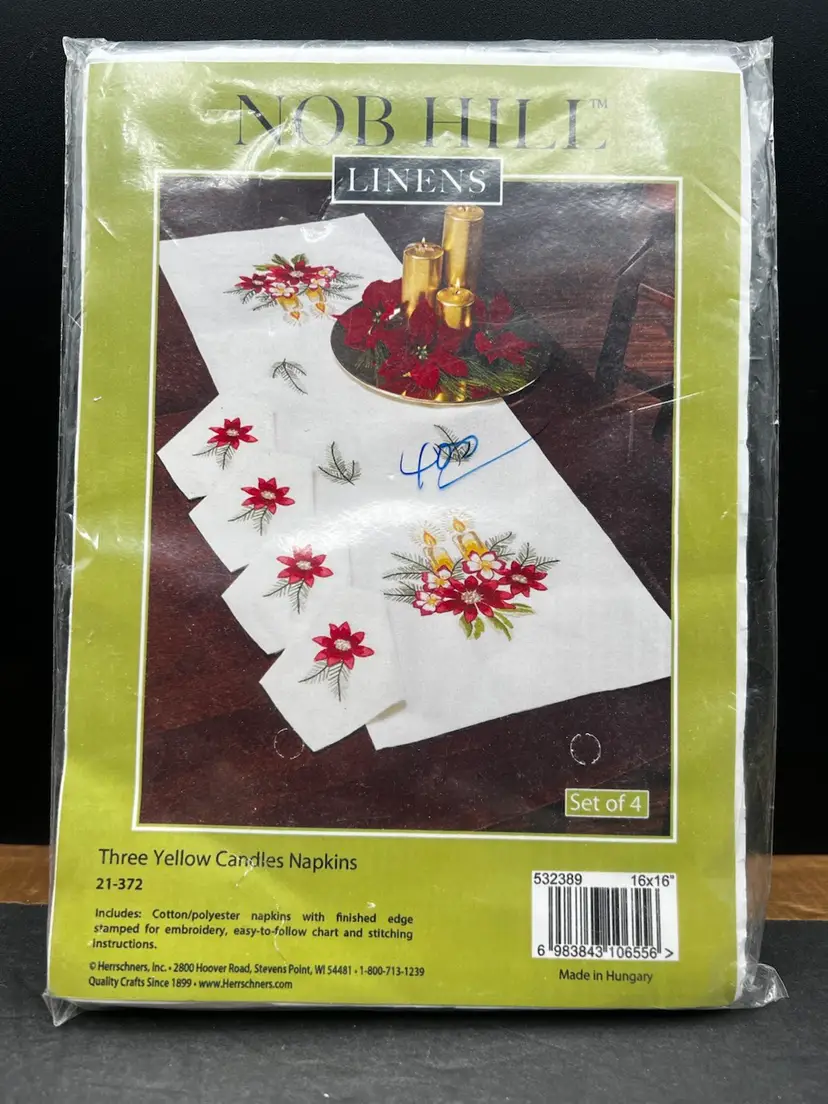 NOB HILL™
LINENS
400
Set of 4
Three Yellow Candles Napkins
21-372
Includes: Cotton/polyester napkins with finished edge
stamped for embroidery, easy-to-follow chart and stitching
instructions.
© Herrschners, Inc. • 2800 Hoover Road, Stevens Point, WI 54481 • 1-800-713-1239
Quality Crafts Since 1899 • www.Herrschners.com
532389 16x16"
6 983843 106556 >
Made in Hungary